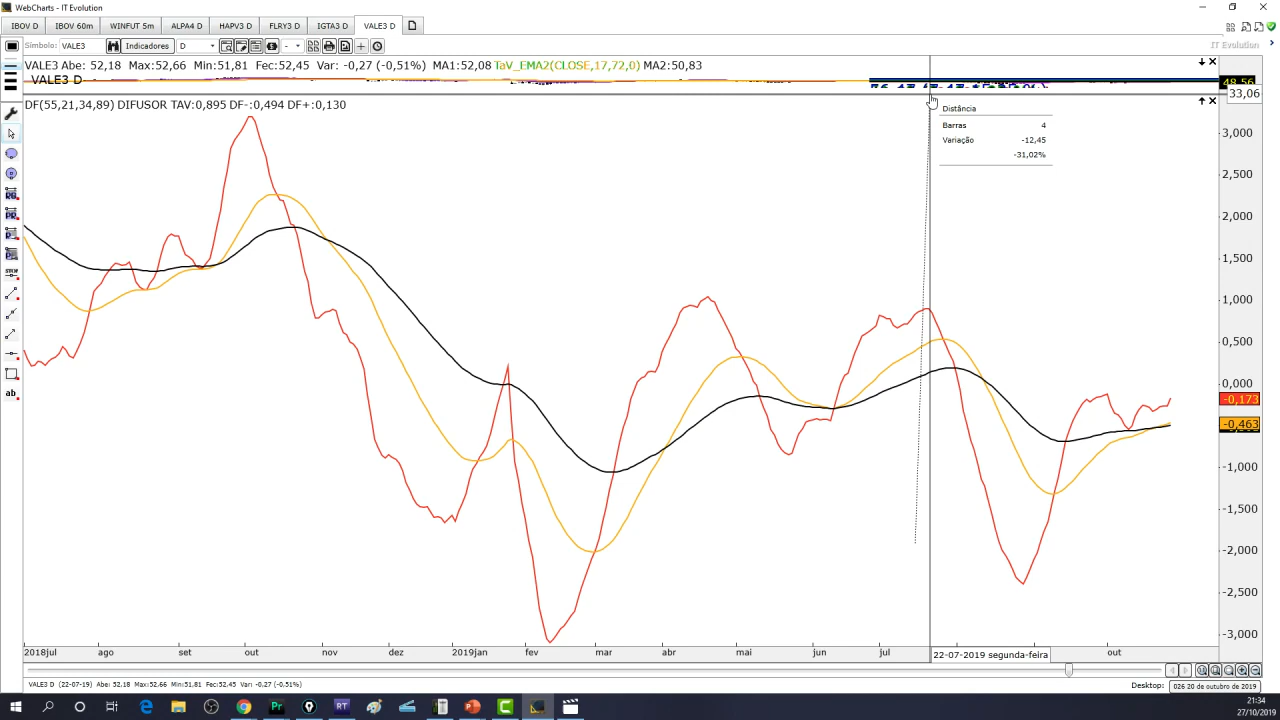 WebCharts - IT Evolution
IBOV D IBOV 60m WINFUT 5m ALPA4 D HAPV3 D FLRY3 D IGTA3 D VALE3 D
Símbolo: VALE3 Indicadores D -
IT Evolution
VALE3 Abe: 52,18 Max:52,66 Min:51,81 Fec:52,45 Var: -0,27 (-0,51%) MA1:52,08 TaV_EMA2(CLOSE,17,72,0) MA2:50,83
VALE3 D
48,56
33,06
DF(55,21,34,89) DIFUSOR TAV:0,895 DF-:0,494 DF+:0,130
Distância
Barras 4
Variação -12,45
-31,02%
3,000
2,500
2,000
1,500
1,000
0,500
0,000
-0,173
-0,463
-1,000
-1,500
-2,000
-2,500
-3,000
ab
2018jul ago set out nov dez 2019jan fev mar abr mai jun jul 22-07-2019 segunda-feira out
VALE3 D (22-07-19) Abe: 52,18 Max:52,66 Min:51,81 Fec:52,45 Var: -0,27 (-0,51%)
Desktop: 026 20 de outubro de 2019
21:34
27/10/2019